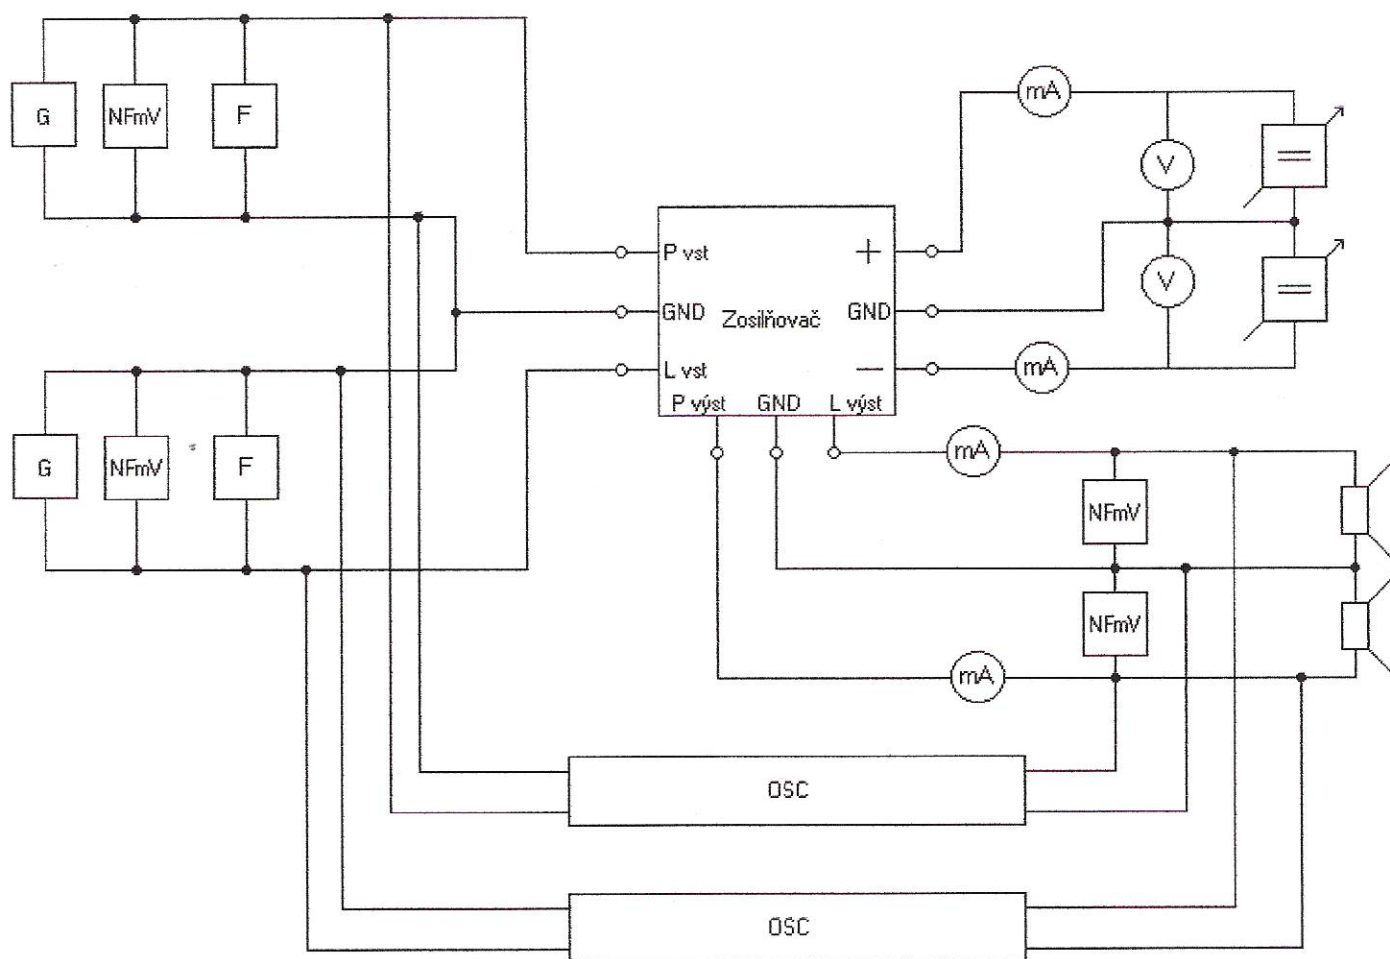 G
NFmV
F
mA
V
P vst
+
GND
Zosilňovač
GND
V
L vst
—
mA
P výst
GND
L výst
G
NFmV
F
mA
NFmV
NFmV
mA
OSC
OSC